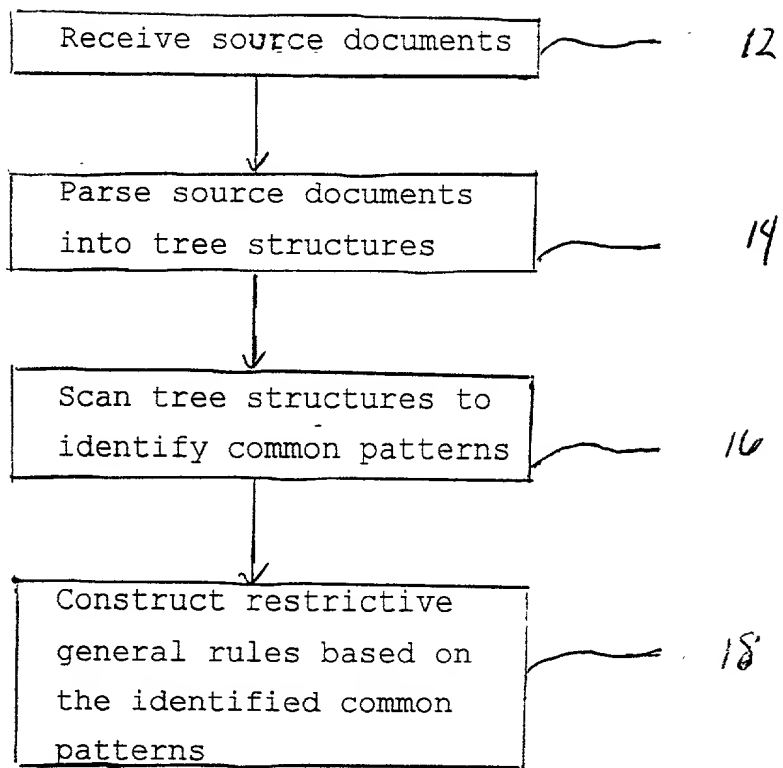 Receive source documents
12
Parse source documents
into tree structures
14
Scan tree structures to
identify common patterns
16
Construct restrictive
general rules based on
the identified common
patterns
18